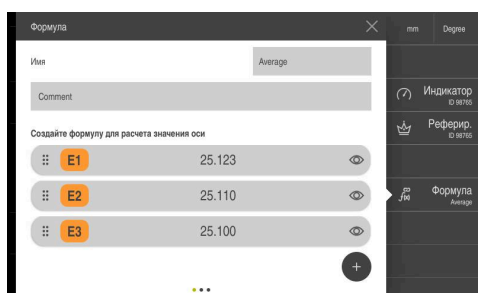 Формула
mm
Degree
Имя
Average
Comment
Индикатор
ID 98765
Реферир.
ID 98765
Создайте формулу для расчета значения оси
E1
25.123
E2
25.110
E3
25.100
f(x)
Формула
Average